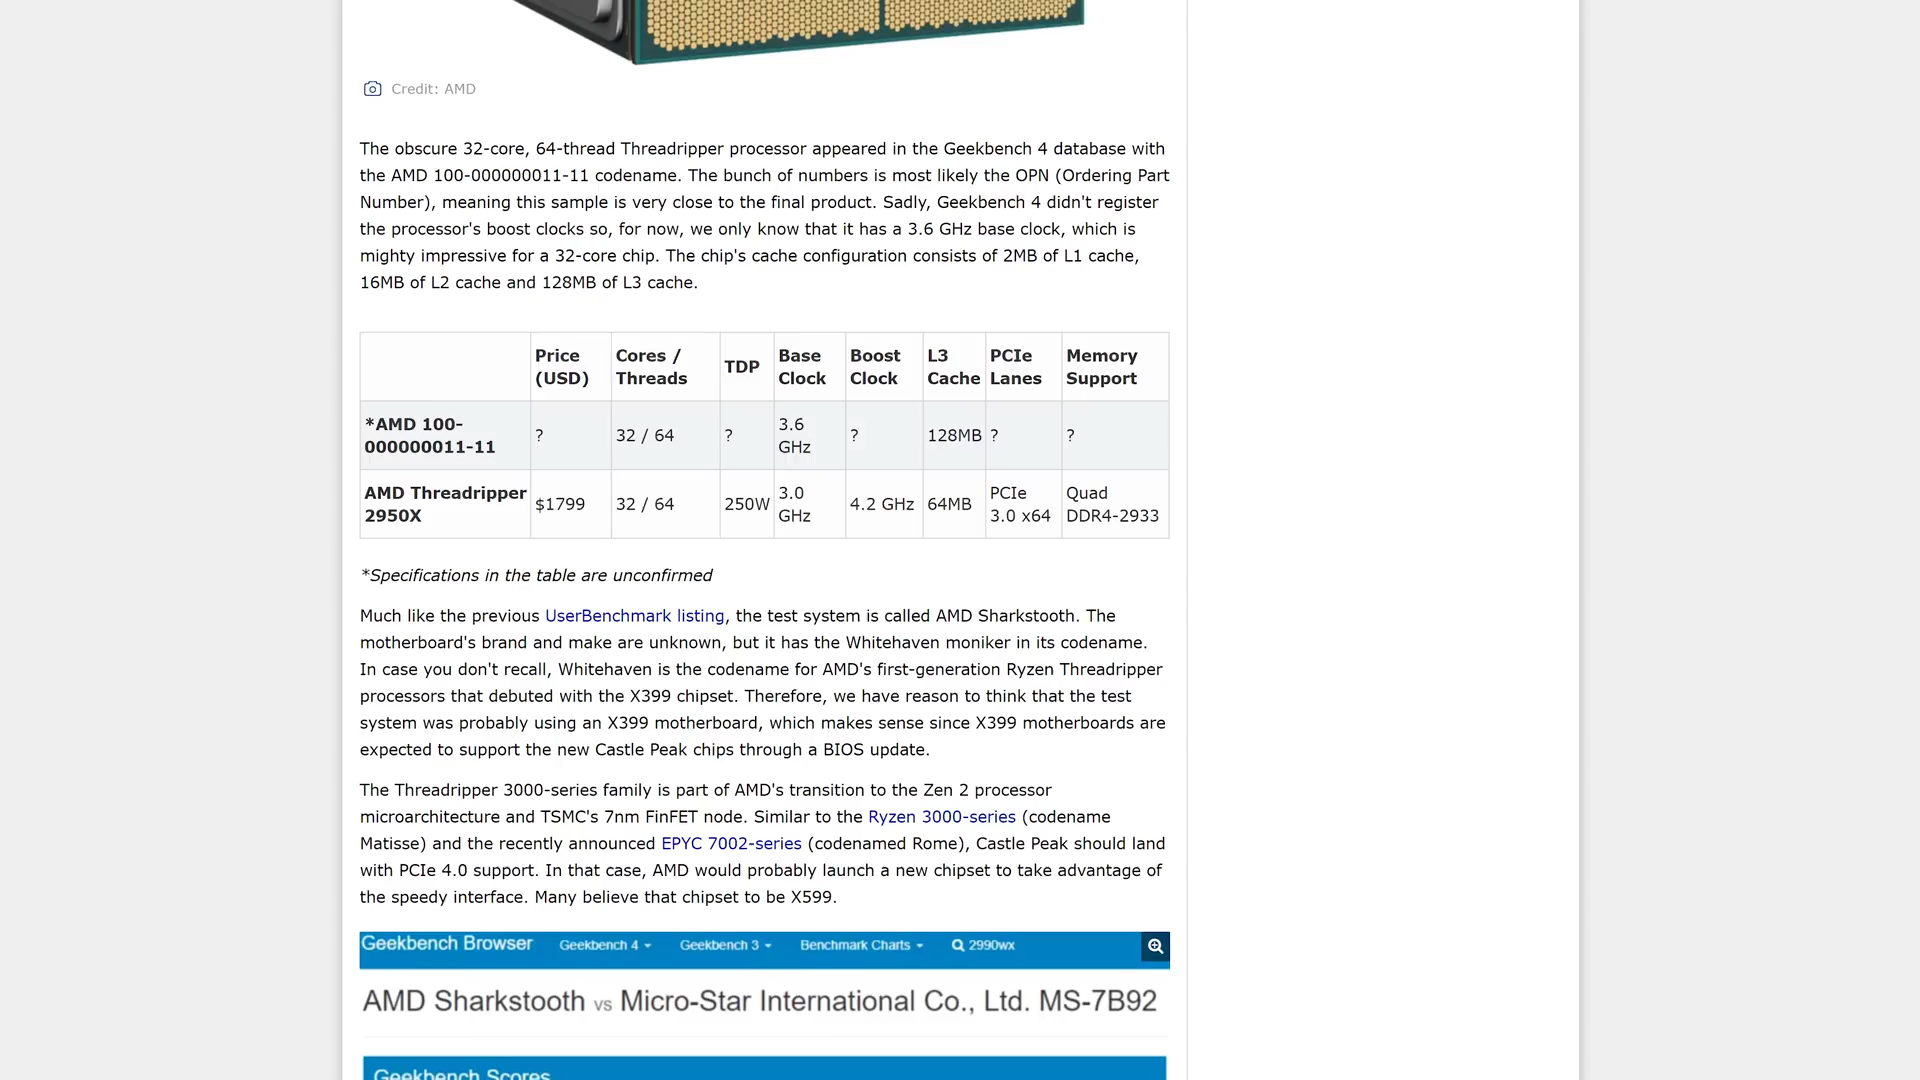 Credit: AMD
The obscure 32-core, 64-thread Threadripper processor appeared in the Geekbench 4 database with
the AMD 100-000000011-11 codename. The bunch of numbers is most likely the OPN (Ordering Part
Number), meaning this sample is very close to the final product. Sadly, Geekbench 4 didn't register
the processor's boost clocks so, for now, we only know that it has a 3.6 GHz base clock, which is
mighty impressive for a 32-core chip. The chip's cache configuration consists of 2MB of L1 cache,
16MB of L2 cache and 128MB of L3 cache.
Price (USD) Cores / Threads TDP Base Clock Boost Clock L3 Cache PCIe Lanes Memory Support
*AMD 100-000000011-11 ? 32 / 64 ? 3.6 GHz ? 128MB ? ?
AMD Threadripper 2950X $1799 32 / 64 250W 3.0 GHz 4.2 GHz 64MB PCIe 3.0 x64 Quad DDR4-2933
*Specifications in the table are unconfirmed
Much like the previous UserBenchmark listing, the test system is called AMD Sharkstooth. The
motherboard's brand and make are unknown, but it has the Whitehaven moniker in its codename.
In case you don't recall, Whitehaven is the codename for AMD's first-generation Ryzen Threadripper
processors that debuted with the X399 chipset. Therefore, we have reason to think that the test
system was probably using an X399 motherboard, which makes sense since X399 motherboards are
expected to support the new Castle Peak chips through a BIOS update.
The Threadripper 3000-series family is part of AMD's transition to the Zen 2 processor
microarchitecture and TSMC's 7nm FinFET node. Similar to the Ryzen 3000-series (codename
Matisse) and the recently announced EPYC 7002-series (codenamed Rome), Castle Peak should land
with PCIe 4.0 support. In that case, AMD would probably launch a new chipset to take advantage of
the speedy interface. Many believe that chipset to be X599.
Geekbench Browser Geekbench 4 Geekbench 3 Benchmark Charts 2990wx
AMD Sharkstooth vs Micro-Star International Co., Ltd. MS-7B92
Geekbench Scores